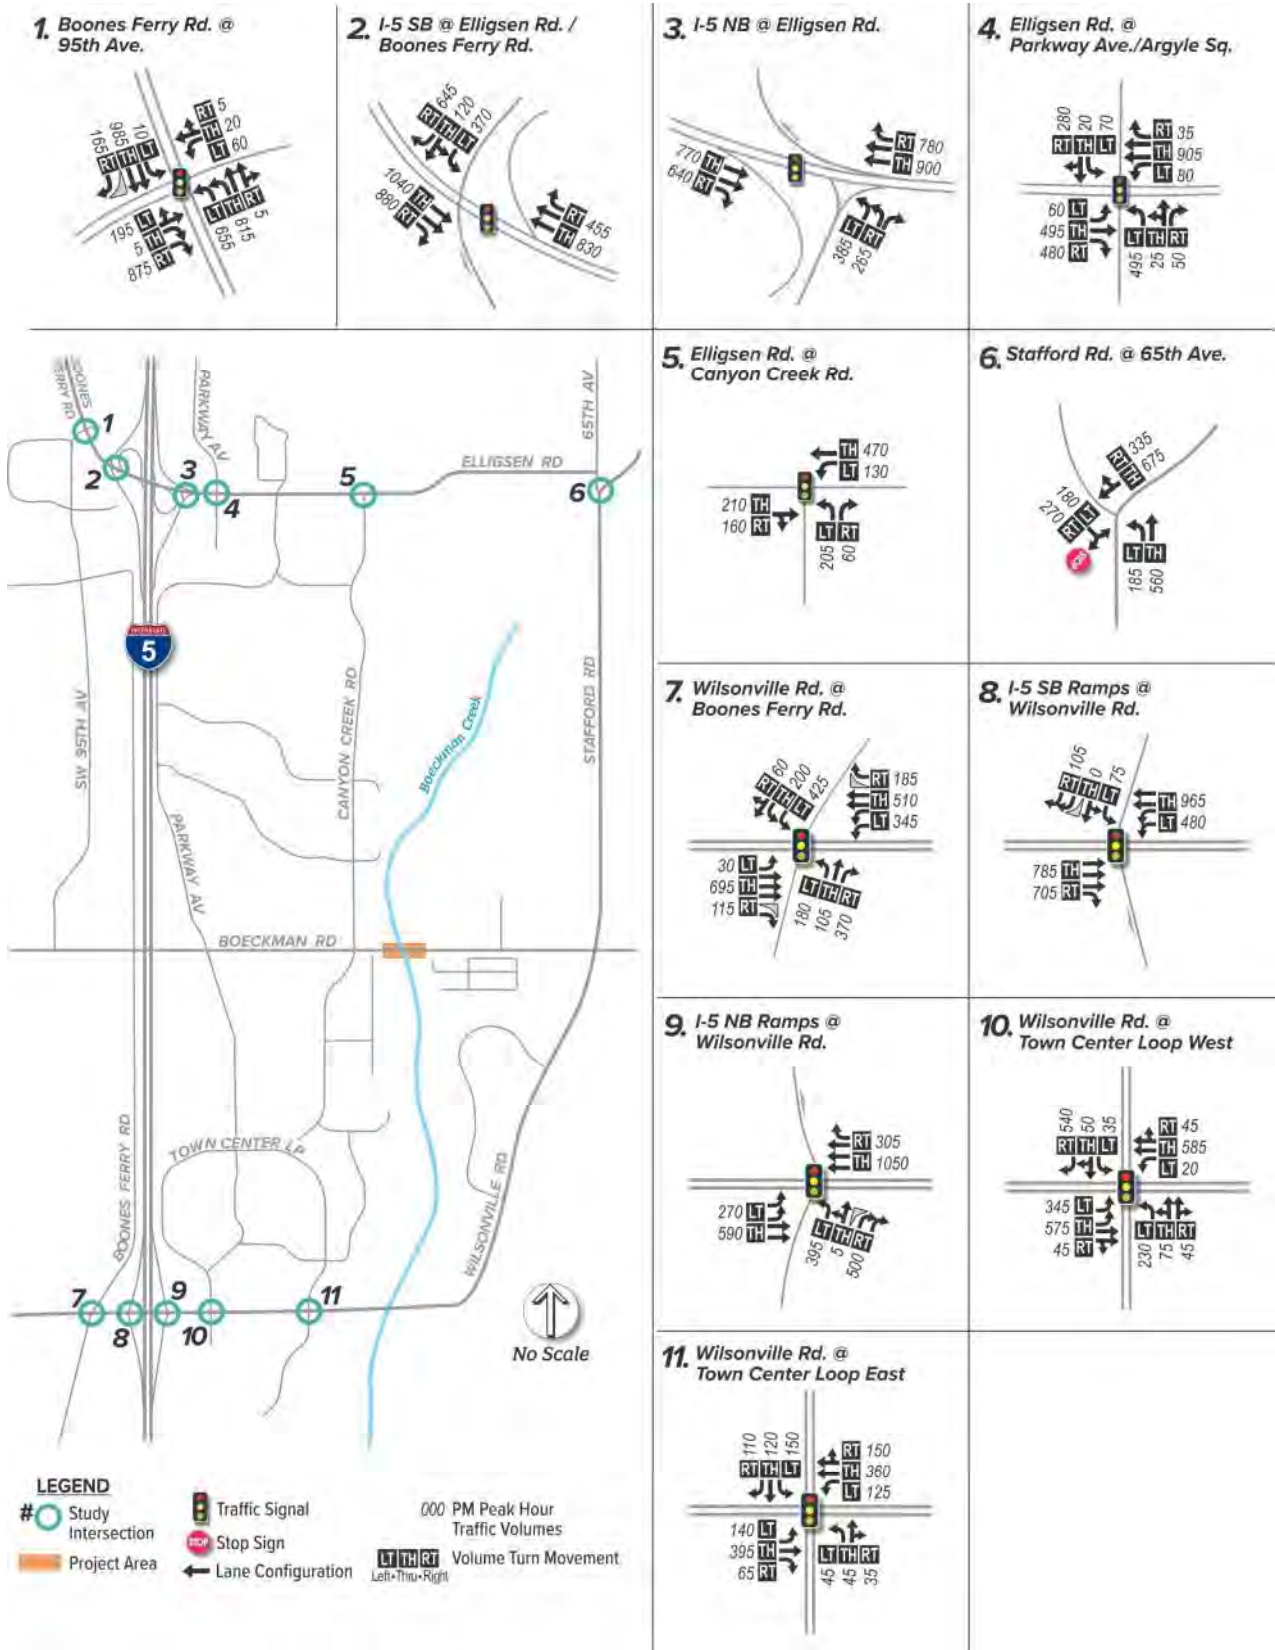 1. Boones Ferry Rd. @
95th Ave.
165 985 10
RT TH LT
RT 5
TH 20
LT 60
195 LT
5 TH
875 RT
LT TH RT
655 815 5
2. I-5 SB @ Elligsen Rd. /
Boones Ferry Rd.
645 120 370
RT TH LT
1040 TH
880 RT
RT 455
TH 830
3. I-5 NB @ Elligsen Rd.
770 TH
640 RT
RT 780
TH 900
LT RT
385 265
4. Elligsen Rd. @
Parkway Ave./Argyle Sq.
280 20 70
RT TH LT
RT 35
TH 905
LT 80
60 LT
495 TH
480 RT
LT TH RT
495 25 50
5. Elligsen Rd. @
Canyon Creek Rd.
TH 470
LT 130
210 TH
160 RT
LT RT
205 60
6. Stafford Rd. @ 65th Ave.
335 675
RT TH
180 270
RT LT
STOP
LT TH
185 560
7. Wilsonville Rd. @
Boones Ferry Rd.
60 200 425
RT TH LT
RT 185
TH 510
LT 345
30 LT
695 TH
115 RT
LT TH RT
180 105 370
8. I-5 SB Ramps @
Wilsonville Rd.
105 0 75
RT TH LT
TH 965
LT 480
785 TH
705 RT
9. I-5 NB Ramps @
Wilsonville Rd.
RT 305
TH 1050
270 LT
590 TH
LT TH RT
395 5 500
10. Wilsonville Rd. @
Town Center Loop West
540 50 35
RT TH LT
RT 45
TH 585
LT 20
345 LT
575 TH
45 RT
LT TH RT
230 75 45
11. Wilsonville Rd. @
Town Center Loop East
110 120 150
RT TH LT
RT 150
TH 360
LT 125
140 LT
395 TH
65 RT
LT TH RT
45 45 35
BOONES
FERRY RD
PARKWAY AV
65TH AV
ELLIGSEN RD
1
2
3
4
5
6
INTERSTATE
5
SW 95TH AV
CANYON CREEK RD
Boeckman Creek
STAFFORD RD
PARKWAY AV
BOECKMAN RD
BOONES FERRY RD
TOWN CENTER LP
WILSONVILLE RD
7
8
9
10
11
No Scale
LEGEND
# Study
Intersection
Project Area
Traffic Signal
STOP Stop Sign
Lane Configuration
000 PM Peak Hour
Traffic Volumes
LT TH RT Volume Turn Movement
Left•Thru•Right